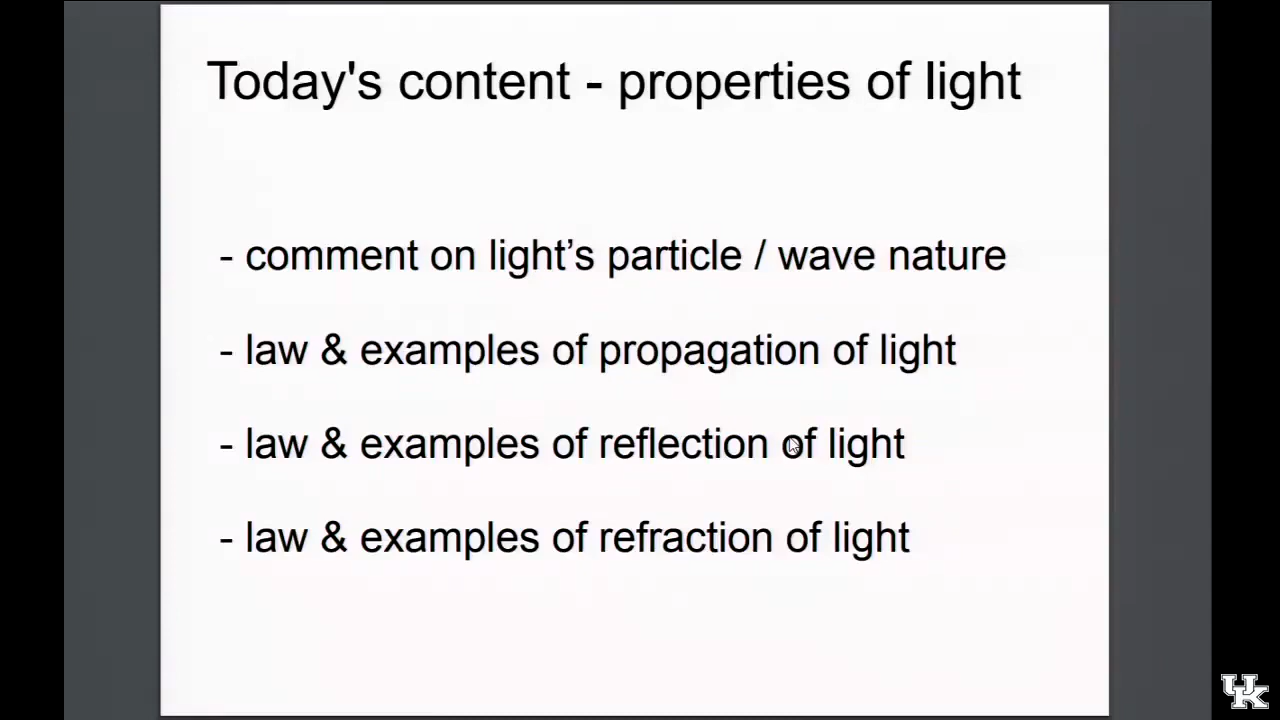 Today's content - properties of light
- comment on light’s particle / wave nature
- law & examples of propagation of light
- law & examples of reflection of light
- law & examples of refraction of light
UK